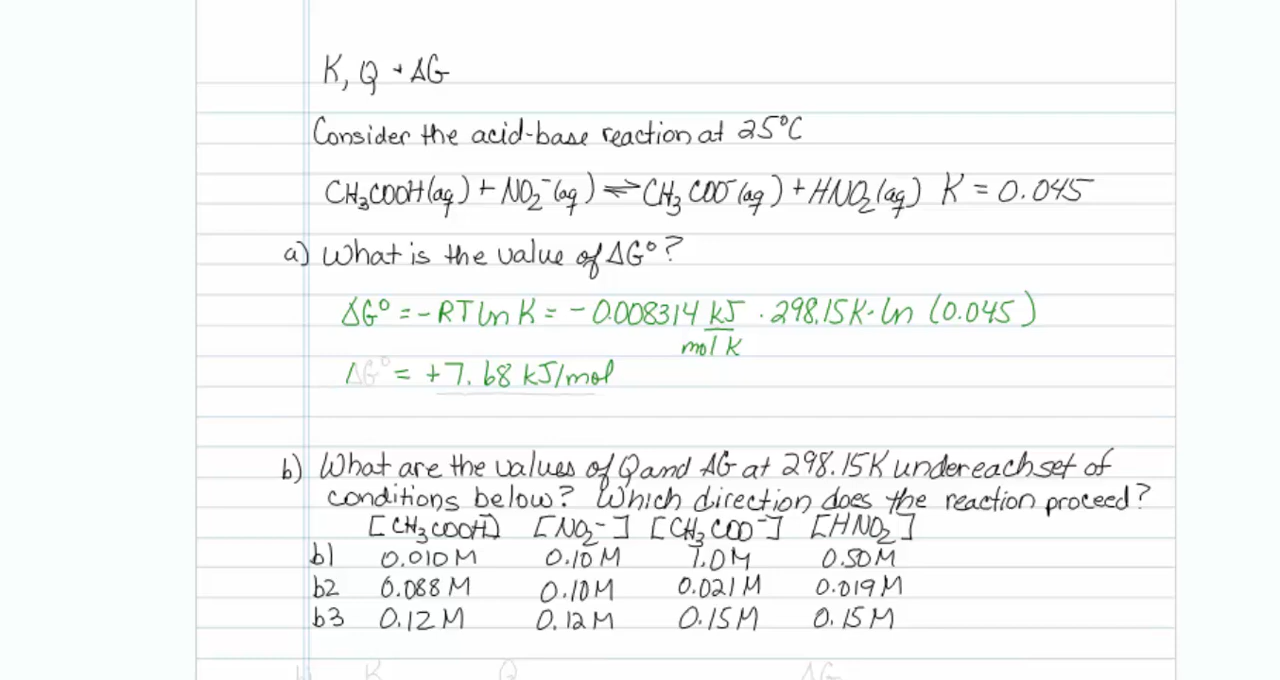 K, Q + ΔG
Consider the acid-base reaction at 25°C
CH₃COOH(aq) + NO₂⁻(aq) ⇌ CH₃COO⁻(aq) + HNO₂(aq) K = 0.045
a) What is the value of ΔG°?
ΔG° = -RT ln K = - 0.008314 kJ/mol K · 298.15K · ln (0.045)
ΔG° = +7.68 kJ/mol
b) What are the values of Q and ΔG at 298.15K under each set of
conditions below? Which direction does the reaction proceed?
[CH₃COOH] [NO₂⁻] [CH₃COO⁻] [HNO₂]
b1 0.010M 0.10M 1.0M 0.50M
b2 0.088M 0.10M 0.021M 0.019M
b3 0.12M 0.12M 0.15M 0.15M
K Q ΔG